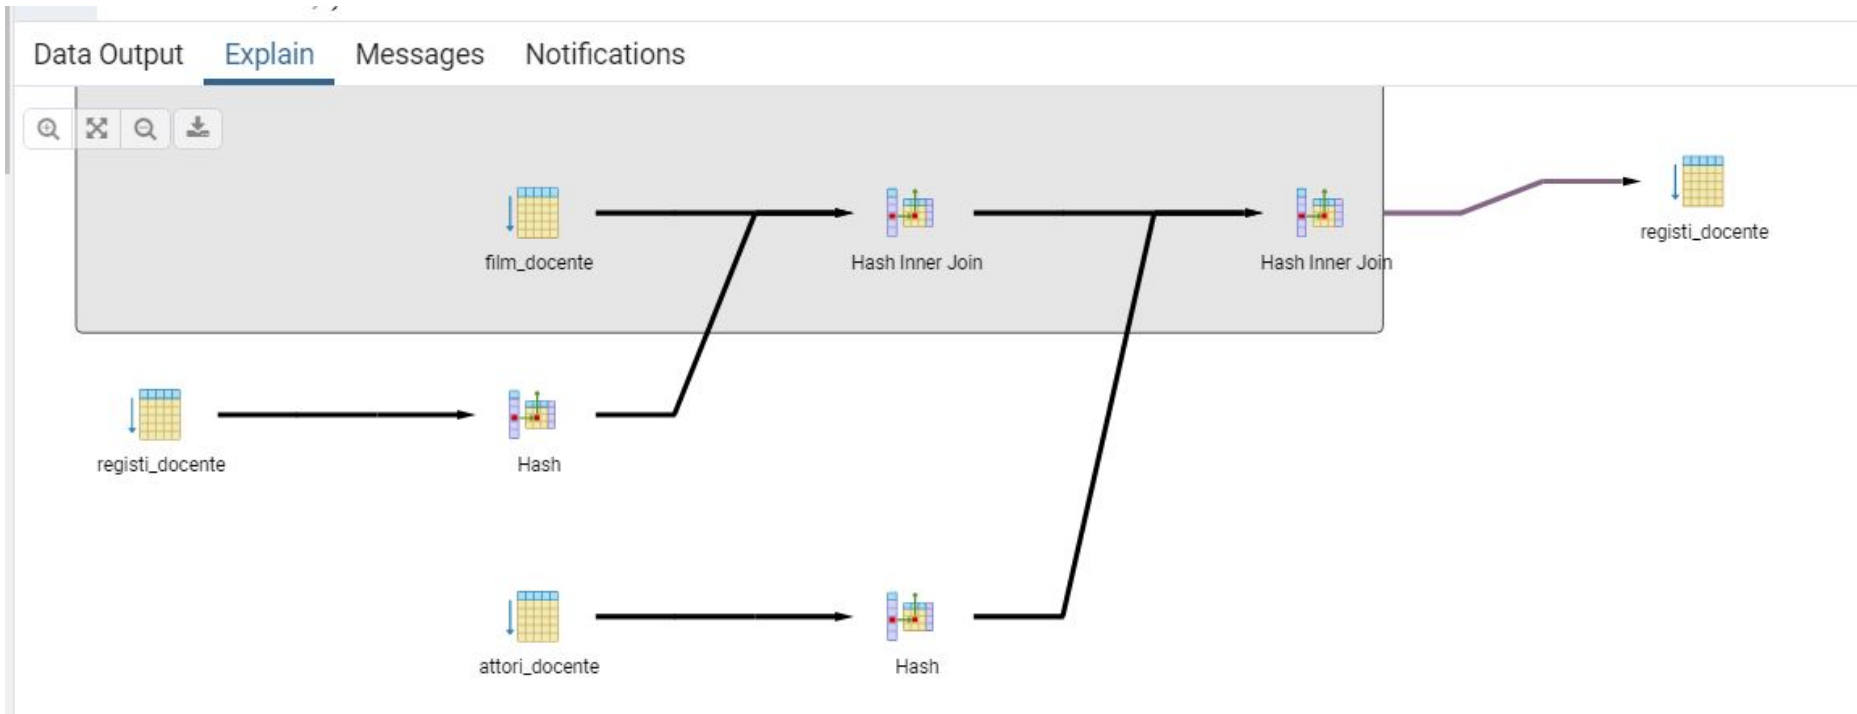 Data Output Explain Messages Notifications
registi_docente
film_docente Hash Inner Join Hash Inner Join
registi_docente Hash
attori_docente Hash